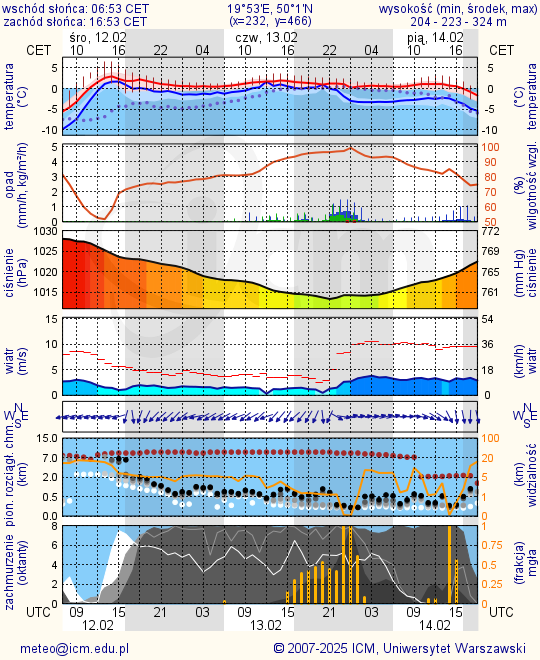 wschód słońca: 06:53 CET 19°53'E, 50°1'N wysokość (min, środek, max)
zachód słońca: 16:53 CET (x=232, y=466) 204 - 223 - 324 m
śro, 12.02 czw, 13.02 pią, 14.02
CET 10 16 22 04 10 16 22 04 10 16 CET
temperatura (°C)
5 0 -5 -10
5 0 -5 -10
temperatura (°C)
opad (mm/h, kg/m²/h)
5 4 3 2 1 0
100 90 80 70 60 50
(%) wilgotność wzgl.
ciśnienie (hPa)
1030 1025 1020 1015
772 769 765 761
(mm Hg) ciśnienie
wiatr (m/s)
15 10 5 0
54 36 18 0
(km/h) wiatr
N W E S
N W E S
pion. rozciągł. chm. (km)
15.0 7.0 2.0 1.0 0.5 0.0
100 20 10 5 1 0
(km) widzialność
zachmurzenie (oktanty)
8 6 4 2 0
1 0.75 0.5 0.25 0
(frakcja) mgła
UTC 09 15 21 03 09 15 21 03 09 15 UTC
12.02 13.02 14.02
meteo@icm.edu.pl © 2007-2025 ICM, Uniwersytet Warszawski